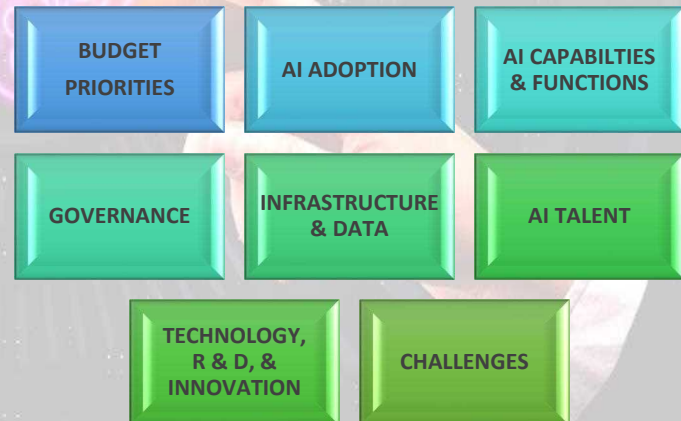 BUDGET
PRIORITIES
AI ADOPTION
AI CAPABILTIES
& FUNCTIONS
GOVERNANCE
INFRASTRUCTURE
& DATA
AI TALENT
TECHNOLOGY,
R & D, &
INNOVATION
CHALLENGES